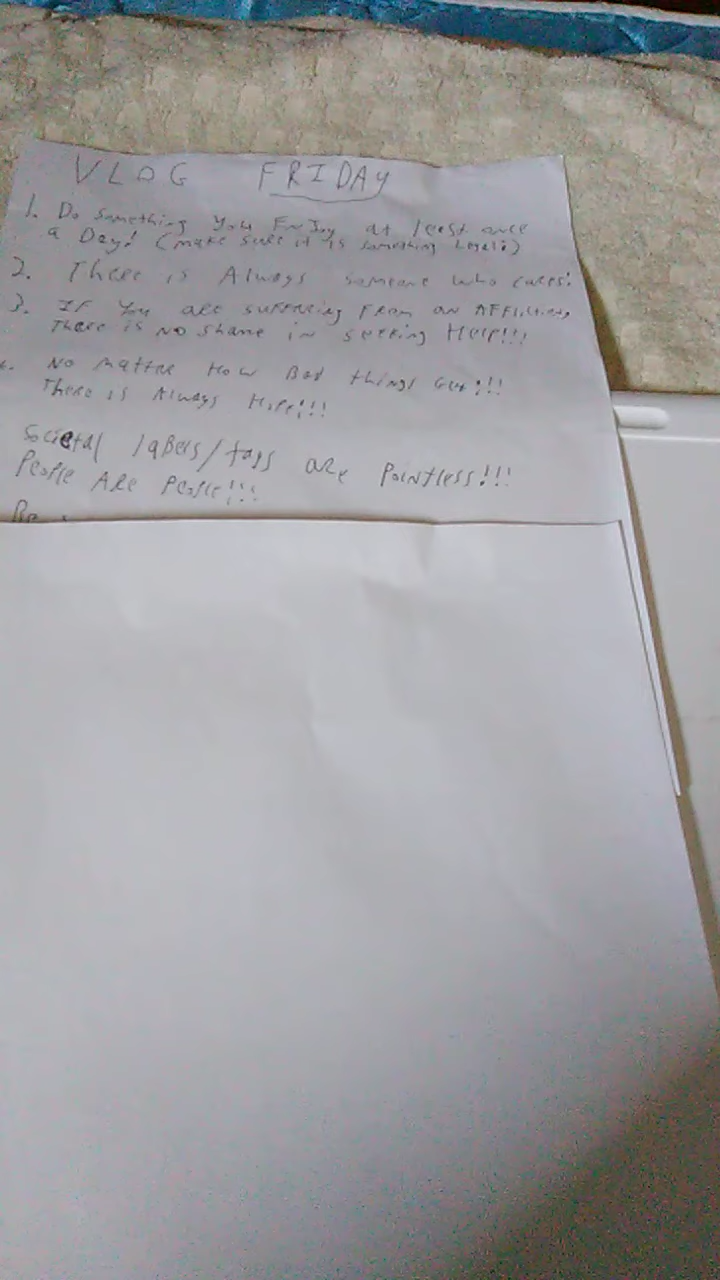 VLOG FRIDAY
1. Do something You Enjoy at least once
a Day! (make sure it is something Legal!)
2. There is Always someone who cares!
3. If You are suffering From an Affliction,
There is No shame in seeking Help!!!
No matter How Bad things Get!!!
There is Always Hope!!!
Societal labels/tags are Pointless!!!
People Are People!!!